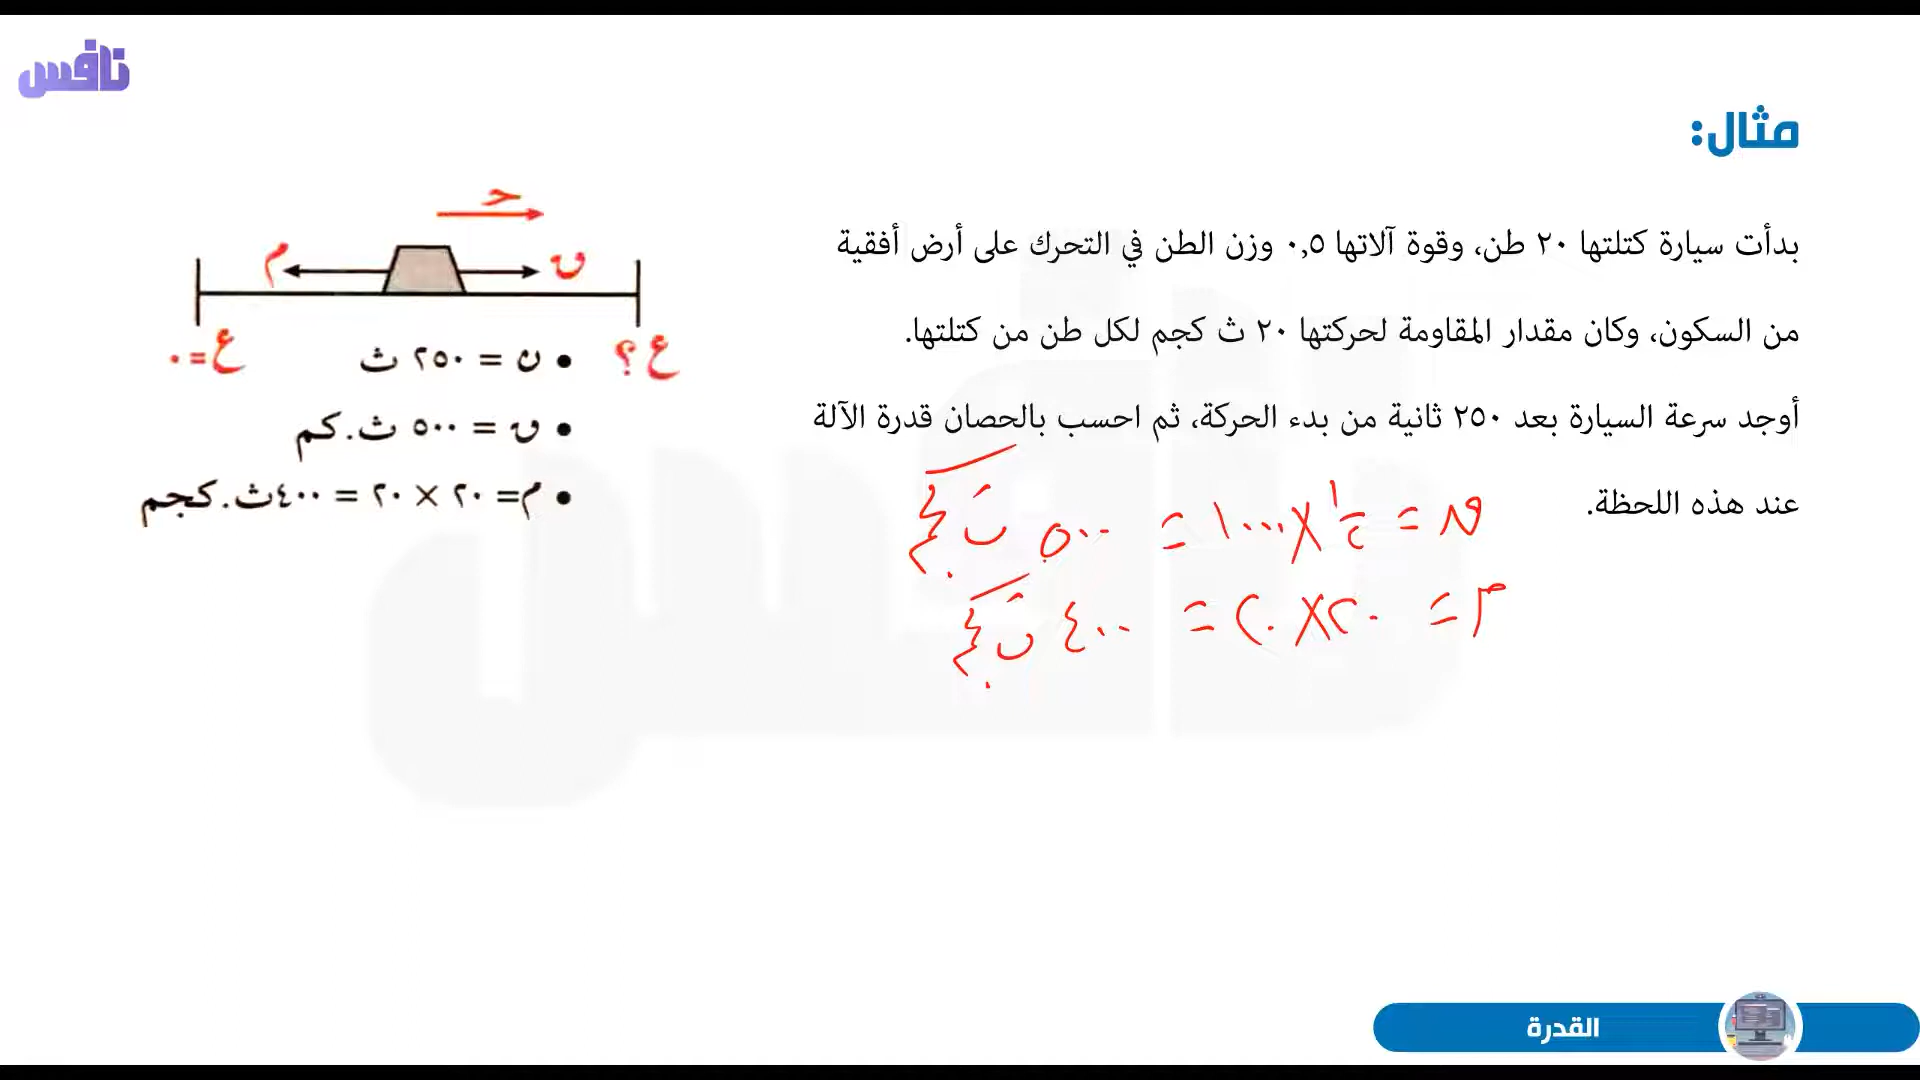 نافس
مثال:
بدأت سيارة كتلتها ٢٠ طن، وقوة آلاتها ٠,٥ وزن الطن في التحرك على أرض أفقية
من السكون، وكان مقدار المقاومة لحركتها ٢٠ ث كجم لكل طن من كتلتها.
أوجد سرعة السيارة بعد ٢٥٠ ثانية من بدء الحركة، ثم احسب بالحصان قدرة الآلة
عند هذه اللحظة.
ى = ١/٢ × ١٠٠٠ = ٥٠٠ ث كجم
م = ٢٠ × ٢٠ = ٤٠٠ ث كجم
حـ
م
ى
ع = ٠
ع ؟
• ن = ٢٥٠ ث
• ى = ٥٠٠ ث.كم
• م= ٢٠ × ٢٠ = ٤٠٠ث.كجم
القدرة